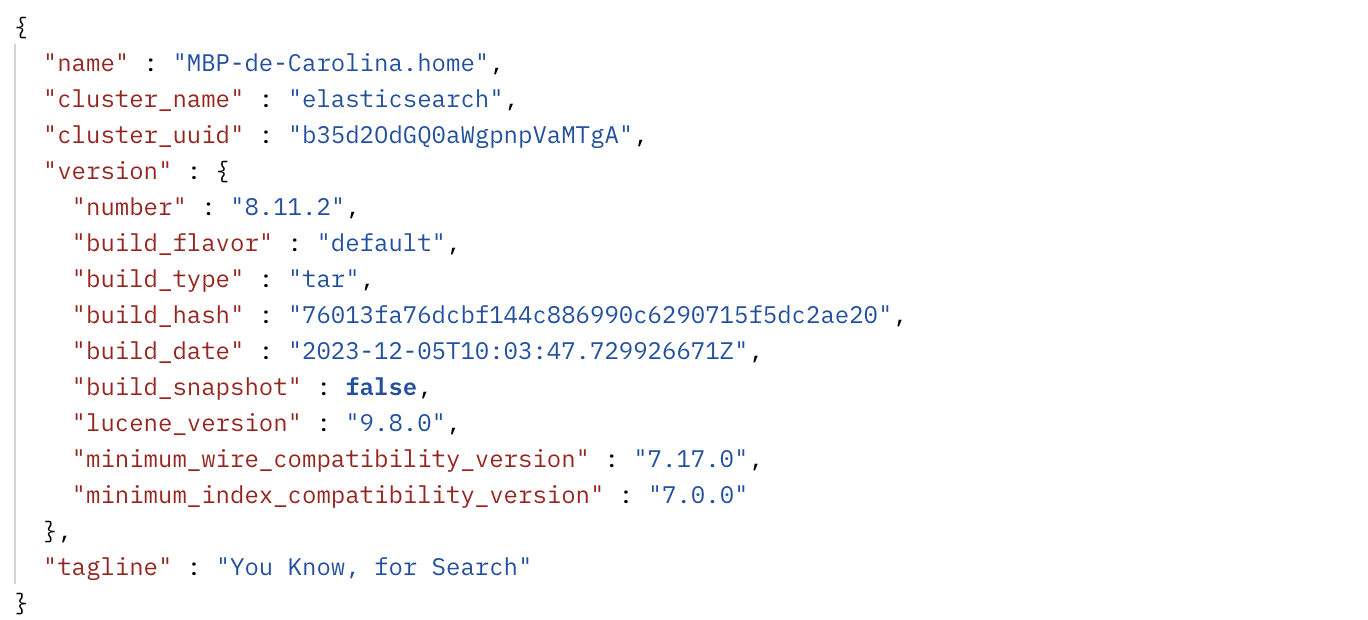 {
  "name" : "MBP-de-Carolina.home",
  "cluster_name" : "elasticsearch",
  "cluster_uuid" : "b35d2OdGQ0aWgpnpVaMTgA",
  "version" : {
    "number" : "8.11.2",
    "build_flavor" : "default",
    "build_type" : "tar",
    "build_hash" : "76013fa76dcbf144c886990c6290715f5dc2ae20",
    "build_date" : "2023-12-05T10:03:47.729926671Z",
    "build_snapshot" : false,
    "lucene_version" : "9.8.0",
    "minimum_wire_compatibility_version" : "7.17.0",
    "minimum_index_compatibility_version" : "7.0.0"
  },
  "tagline" : "You Know, for Search"
}